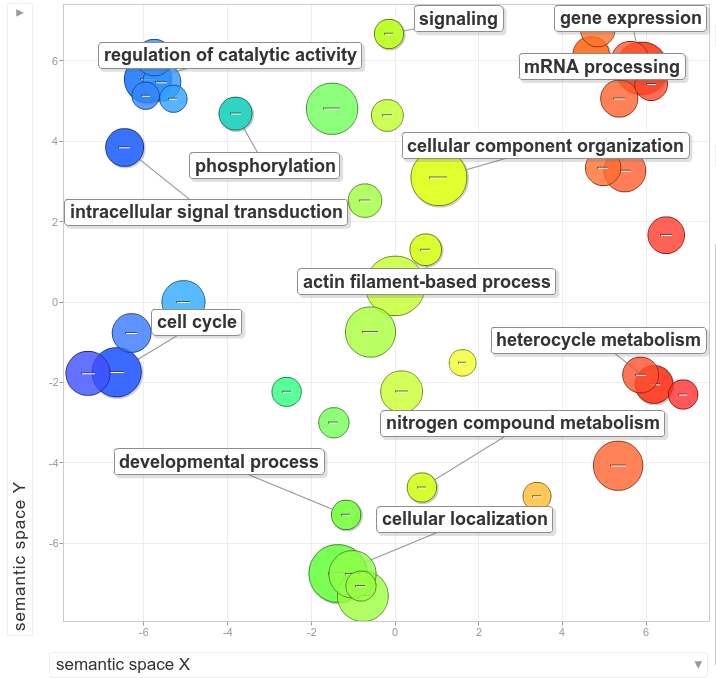 signaling
gene expression
regulation of catalytic activity
mRNA processing
cellular component organization
phosphorylation
intracellular signal transduction
actin filament-based process
cell cycle
heterocycle metabolism
nitrogen compound metabolism
developmental process
cellular localization
6
4
2
0
-2
-4
-6
semantic space Y
-6 -4 -2 0 2 4 6
semantic space X